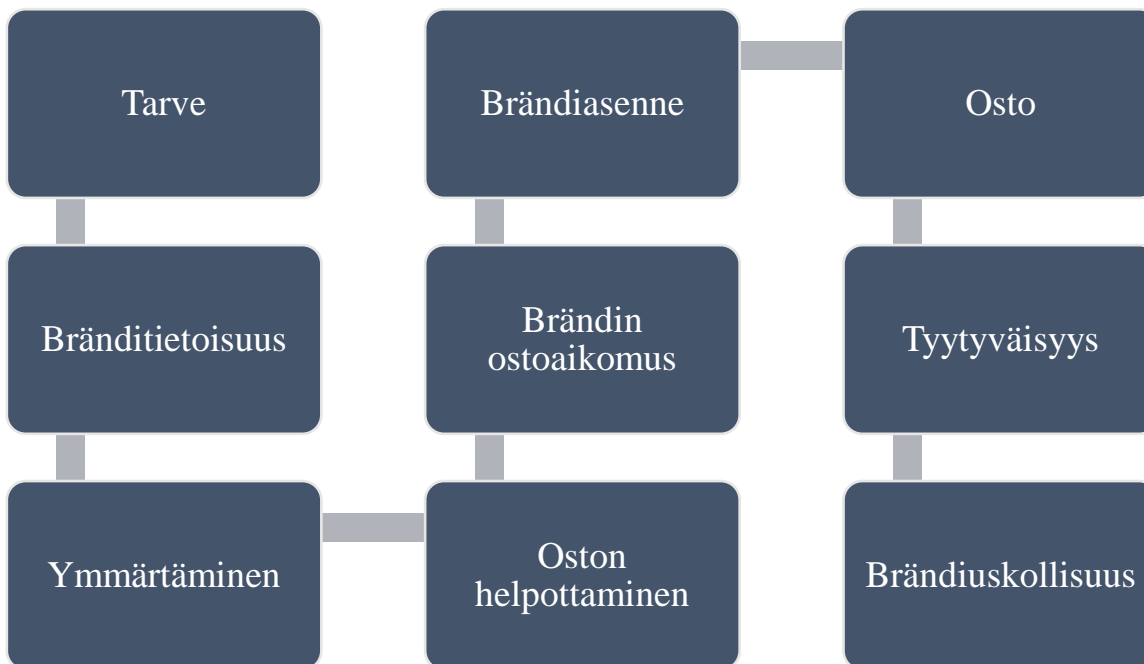 Tarve
Bränditietoisuus
Ymmärtäminen
Oston
helpottaminen
Brändin
ostoaikomus
Brändiasenne
Osto
Tyytyväisyys
Brändiuskollisuus